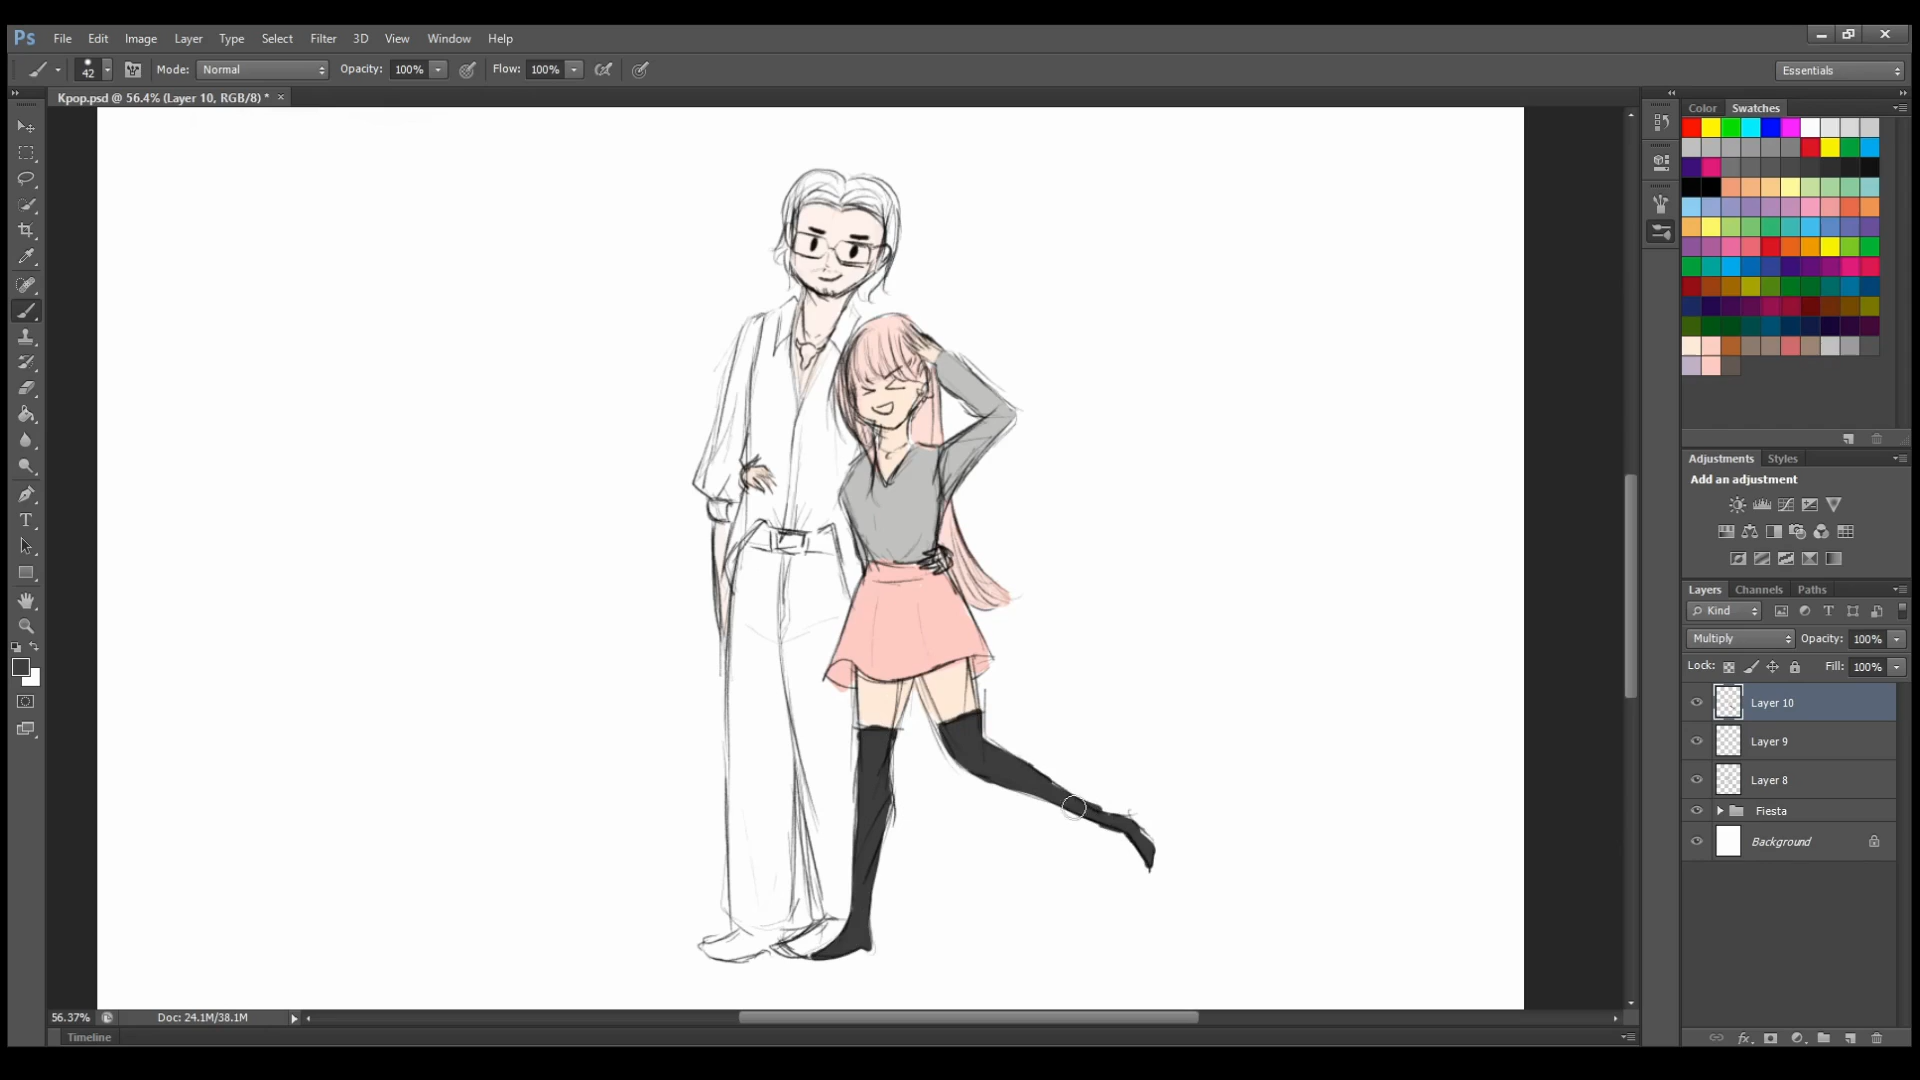 Ps File Edit Image Layer Type Select Filter 3D View Window Help
42 Mode: Normal Opacity: 100% Flow: 100% Essentials
Kpop.psd @ 56.4% (Layer 10, RGB/8) * ×
Color Swatches
Adjustments Styles
Add an adjustment
Layers Channels Paths
Kind T
Multiply Opacity: 100%
Lock: Fill: 100%
Layer 10
Layer 9
Layer 8
Fiesta
Background
T
56.37% Doc: 24.1M/38.1M
Timeline
fx